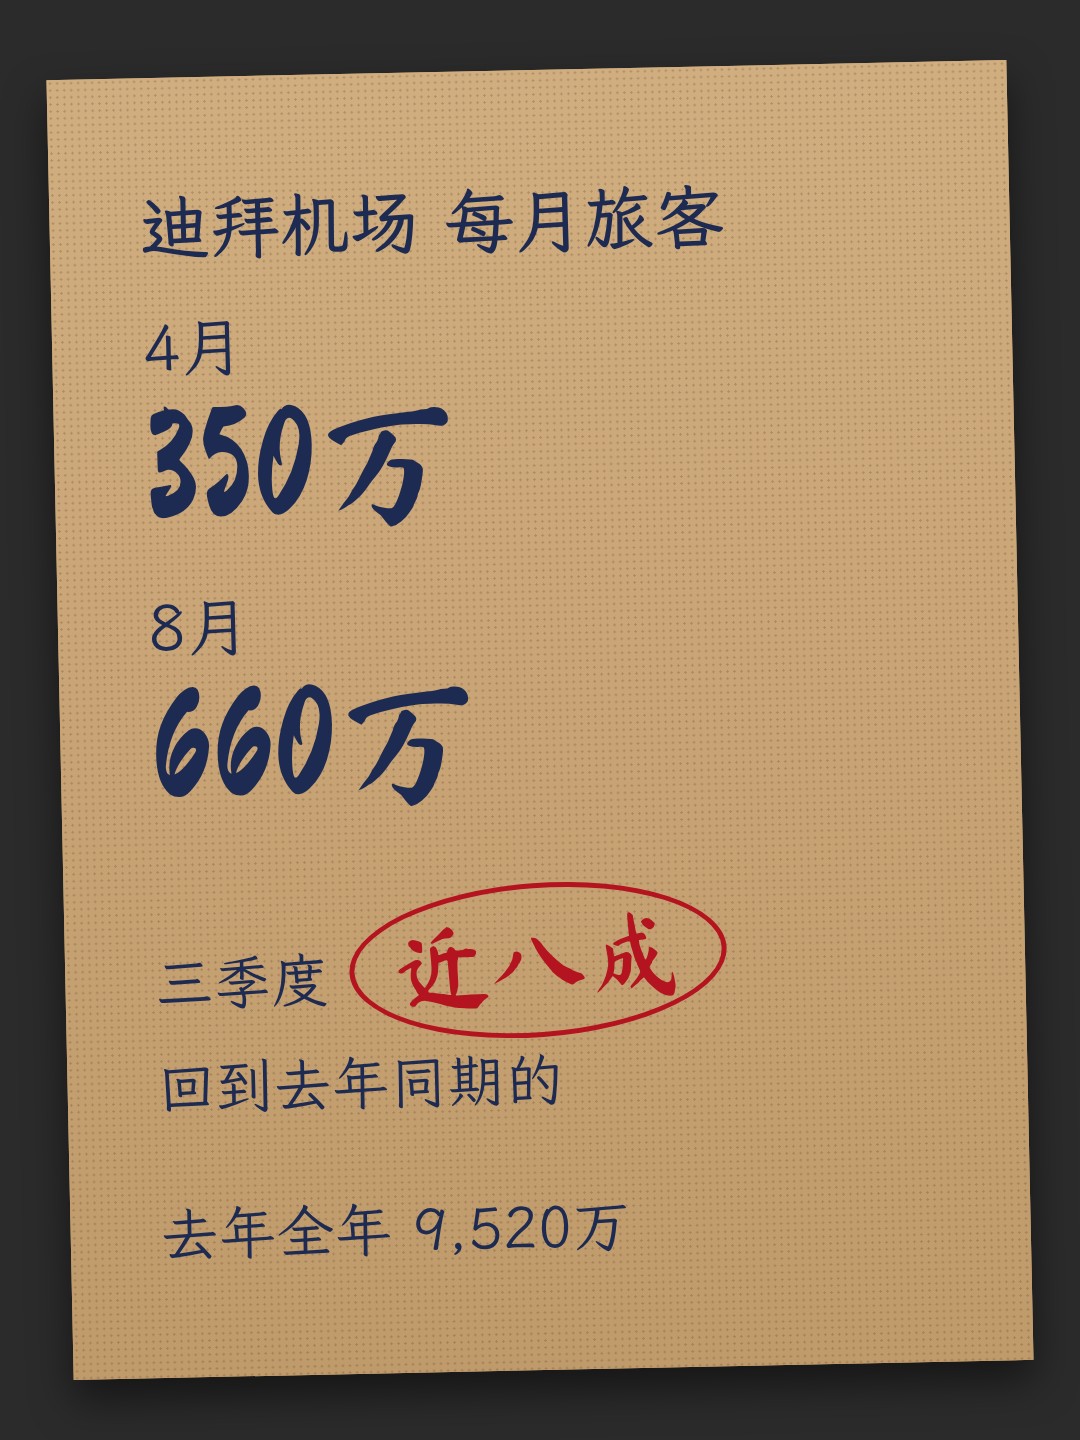 迪拜机场 每月旅客
4月
350万
8月
660万
三季度 近八成
回到去年同期的
去年全年 9,520万